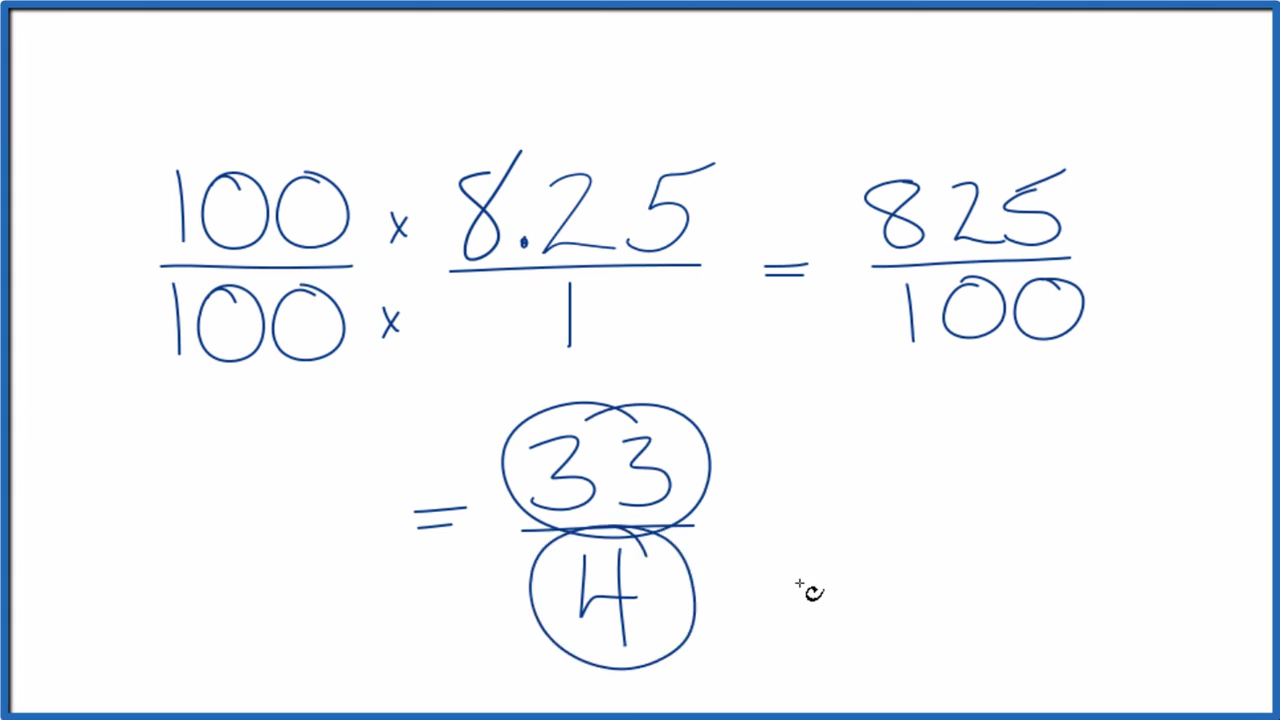 100/100 × 8.25/1 = 825/100
= 33/4